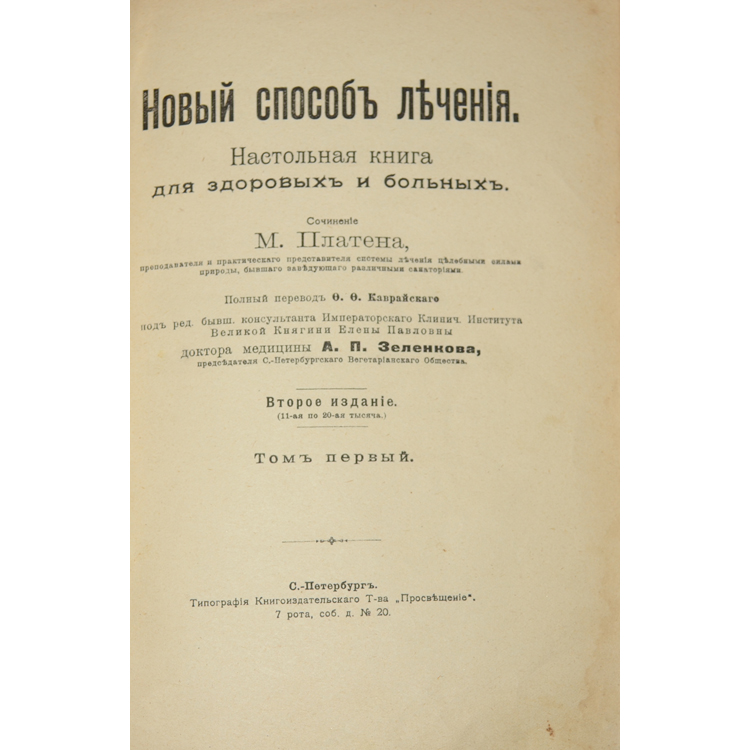 Новый способъ лѣченія.
Настольная книга
для здоровыхъ и больныхъ.
Сочиненіе
М. Платена,
преподавателя и практическаго представителя системы лѣченія цѣлебными силами
природы, бывшаго завѣдующаго различными санаторіями.
Полный переводъ Ѳ. Ѳ. Каврайскаго
подъ ред. бывш. консультанта Императорскаго Клинич. Института
Великой Княгини Елены Павловны
доктора медицины А. П. Зеленкова,
предсѣдателя С.-Петербургскаго Вегетаріанскаго Общества.
Второе изданіе.
(11-ая по 20-ая тысяча.)
Томъ первый.
С.-Петербургъ.
Типографія Книгоиздательскаго Т-ва „Просвѣщеніе“.
7 рота, соб. д. № 20.